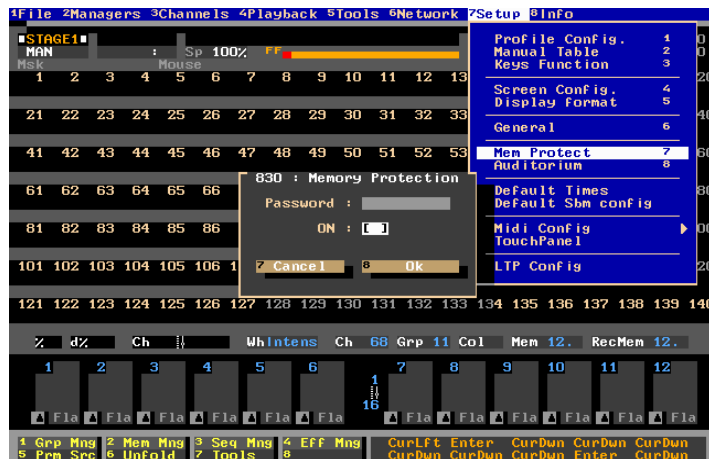 1File 2Managers 3Channels 4Playback 5Tools 6Network 7Setup 8Info
STAGE1
MAN : Sp 100% FF
Msk Mouse
Profile Config. 1
Manual Table 2
Keys Function 3
Screen Config. 4
Display format 5
General 6
Mem Protect 7
Auditorium 8
Default Times
Default Sbm config
Midi Config
TouchPanel
LTP Config
1 2 3 4 5 6 7 8 9 10 11 12 13 20
21 22 23 24 25 26 27 28 29 30 31 32 33 40
41 42 43 44 45 46 47 48 49 50 51 52 53 60
61 62 63 64 65 66 80
81 82 83 84 85 86 00
101 102 103 104 105 106 1 20
121 122 123 124 125 126 127 128 129 130 131 132 133 134 135 136 137 138 139 140
830 : Memory Protection
Password :
ON : [ ]
7 Cancel 8 Ok
% d% Ch WhIntens Ch 68 Grp 11 Col Mem 12. RecMem 12.
1 2 3 4 5 6 7 8 9 10 11 12
1
16
Fla Fla Fla Fla Fla Fla Fla Fla Fla Fla Fla Fla
1 Grp Mng 2 Mem Mng 3 Seq Mng 4 Eff Mng CurLft Enter CurDwn CurDwn CurDwn
5 Prm Src 6 Unfold 7 Tools 8 CurDwn CurDwn CurDwn Enter CurDwn